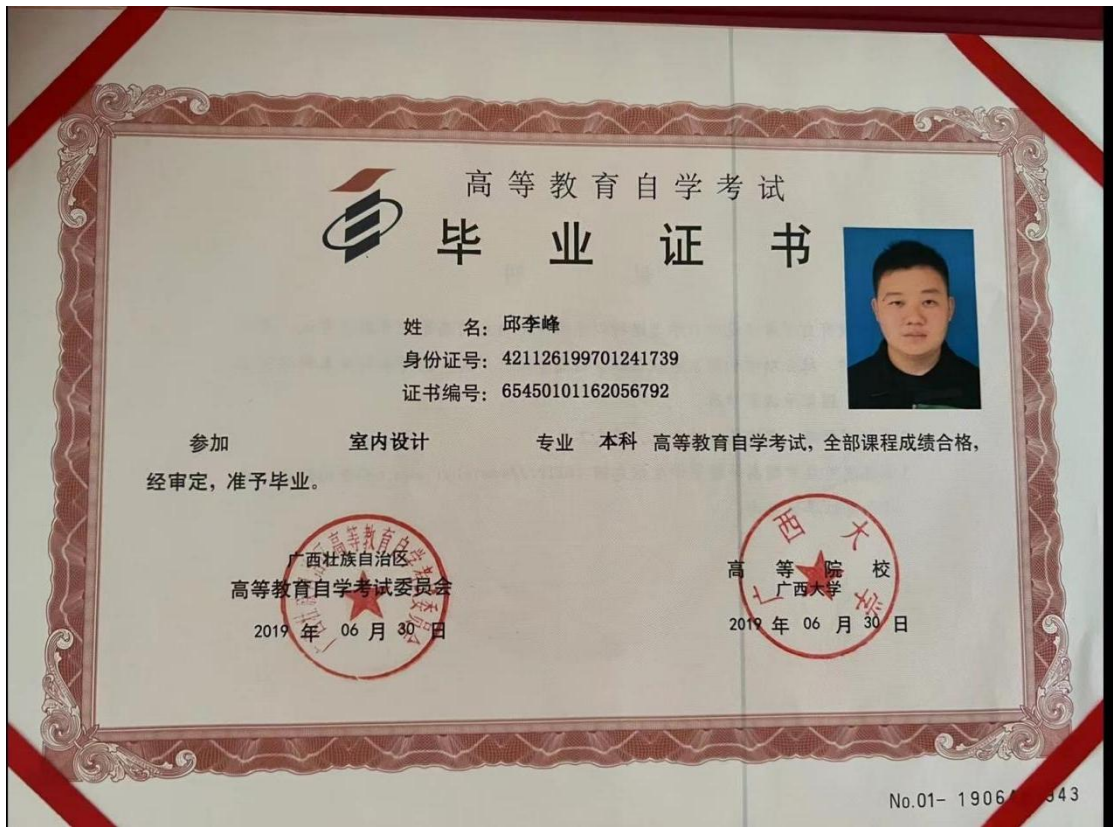 高等教育自学考试
毕业证书
姓 名: 邱李峰
身份证号: 421126199701241739
证书编号: 65450101162056792
参加 室内设计 专业 本科 高等教育自学考试, 全部课程成绩合格,
经审定, 准予毕业。
广西壮族自治区
高等教育自学考试委员会
2019 年 06 月 30 日
高等院校
广西大学
2019 年 06 月 30 日
广西大学
No.01- 1906
943